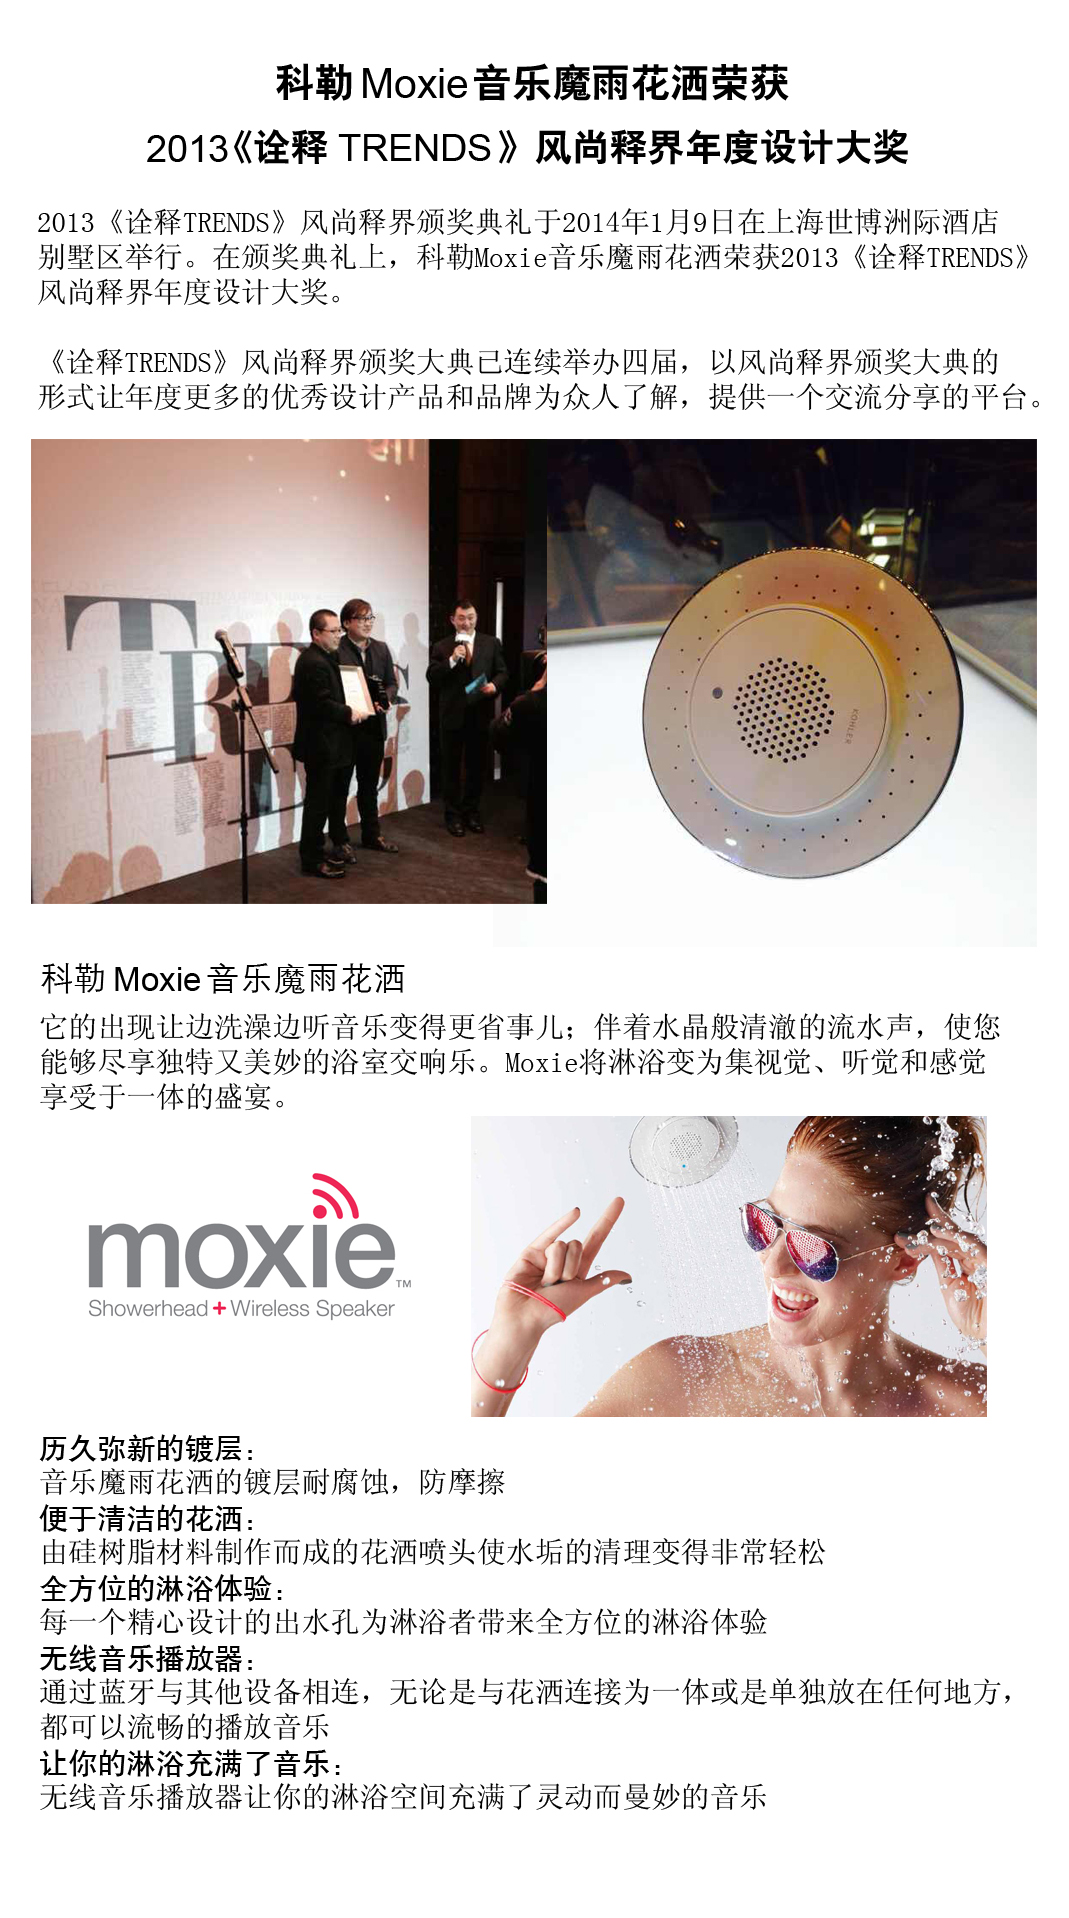 科勒 Moxie 音乐魔雨花洒荣获
2013《诠释 TRENDS》风尚释界年度设计大奖
2013《诠释TRENDS》风尚释界颁奖典礼于2014年1月9日在上海世博洲际酒店
别墅区举行。在颁奖典礼上，科勒Moxie音乐魔雨花洒荣获2013《诠释TRENDS》
风尚释界年度设计大奖。
《诠释TRENDS》风尚释界颁奖大典已连续举办四届，以风尚释界颁奖大典的
形式让年度更多的优秀设计产品和品牌为众人了解，提供一个交流分享的平台。
KOHLER
科勒 Moxie 音乐魔雨花洒
它的出现让边洗澡边听音乐变得更省事儿；伴着水晶般清澈的流水声，使您
能够尽享独特又美妙的浴室交响乐。Moxie将淋浴变为集视觉、听觉和感觉
享受于一体的盛宴。
moxie™
Showerhead + Wireless Speaker
历久弥新的镀层：
音乐魔雨花洒的镀层耐腐蚀，防摩擦
便于清洁的花洒：
由硅树脂材料制作而成的花洒喷头使水垢的清理变得非常轻松
全方位的淋浴体验：
每一个精心设计的出水孔为淋浴者带来全方位的淋浴体验
无线音乐播放器：
通过蓝牙与其他设备相连，无论是与花洒连接为一体或是单独放在任何地方，
都可以流畅的播放音乐
让你的淋浴充满了音乐：
无线音乐播放器让你的淋浴空间充满了灵动而曼妙的音乐